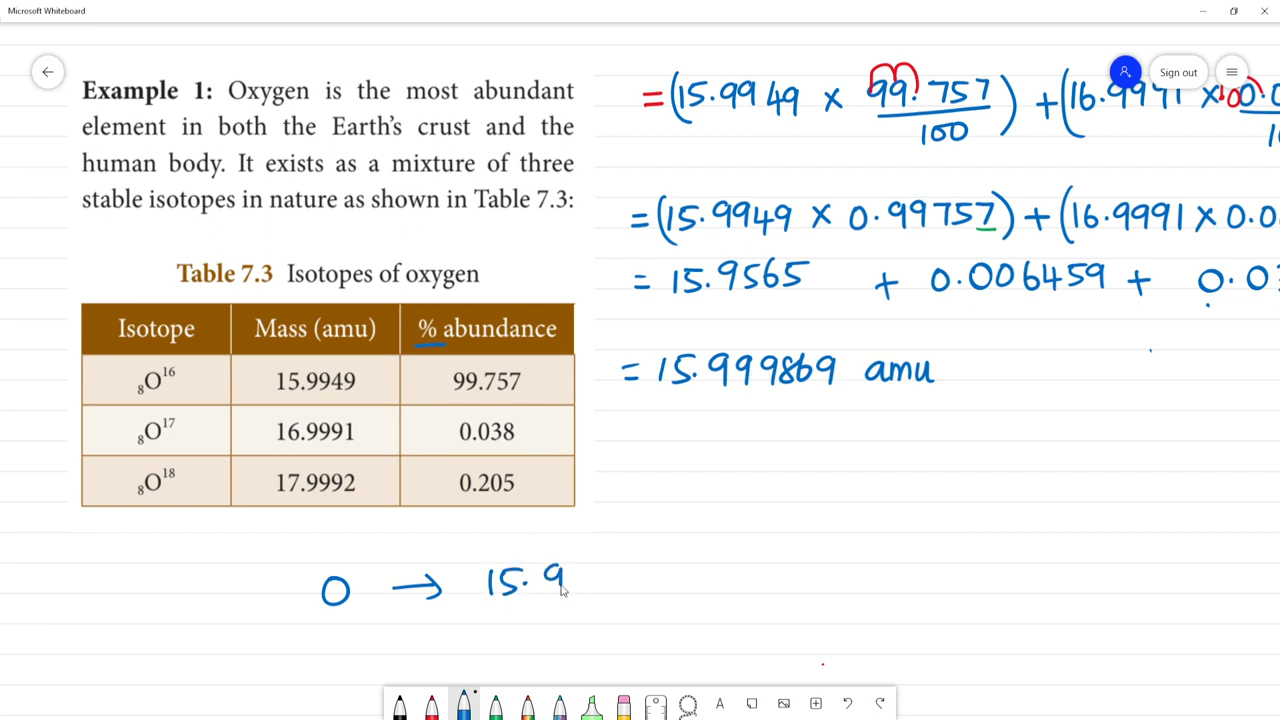 Microsoft Whiteboard
Sign out
Example 1: Oxygen is the most abundant
element in both the Earth's crust and the
human body. It exists as a mixture of three
stable isotopes in nature as shown in Table 7.3:
Table 7.3 Isotopes of oxygen
Isotope Mass (amu) % abundance
₈O¹⁶ 15.9949 99.757
₈O¹⁷ 16.9991 0.038
₈O¹⁸ 17.9992 0.205
O → 15.9
= (15.9949 × 99.757/100) + (16.9991 ×
= (15.9949 × 0.99757) + (16.9991 × 0.0
= 15.9565 + 0.006459 + 0.03
= 15.999869 amu
A